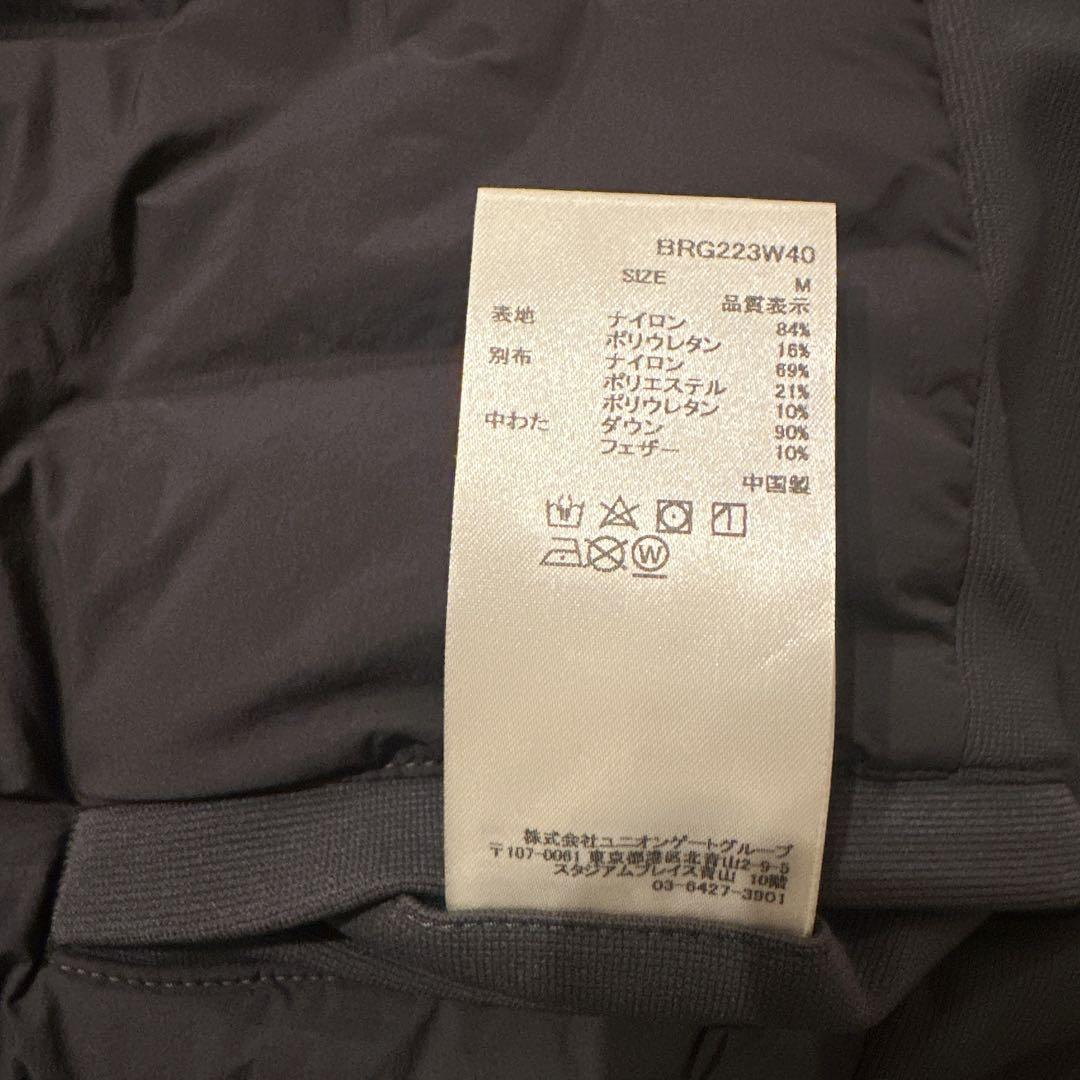 BRG223W40
SIZE M
品質表示
表地 ナイロン 84%
ポリウレタン 16%
別布 ナイロン 69%
ポリエステル 21%
ポリウレタン 10%
中わた ダウン 90%
フェザー 10%
中国製
W
株式会社ユニオンゲートグループ
〒107-0061 東京都港区北青山2-9-5
スタジアムプレイス青山 10階
03-6427-3901